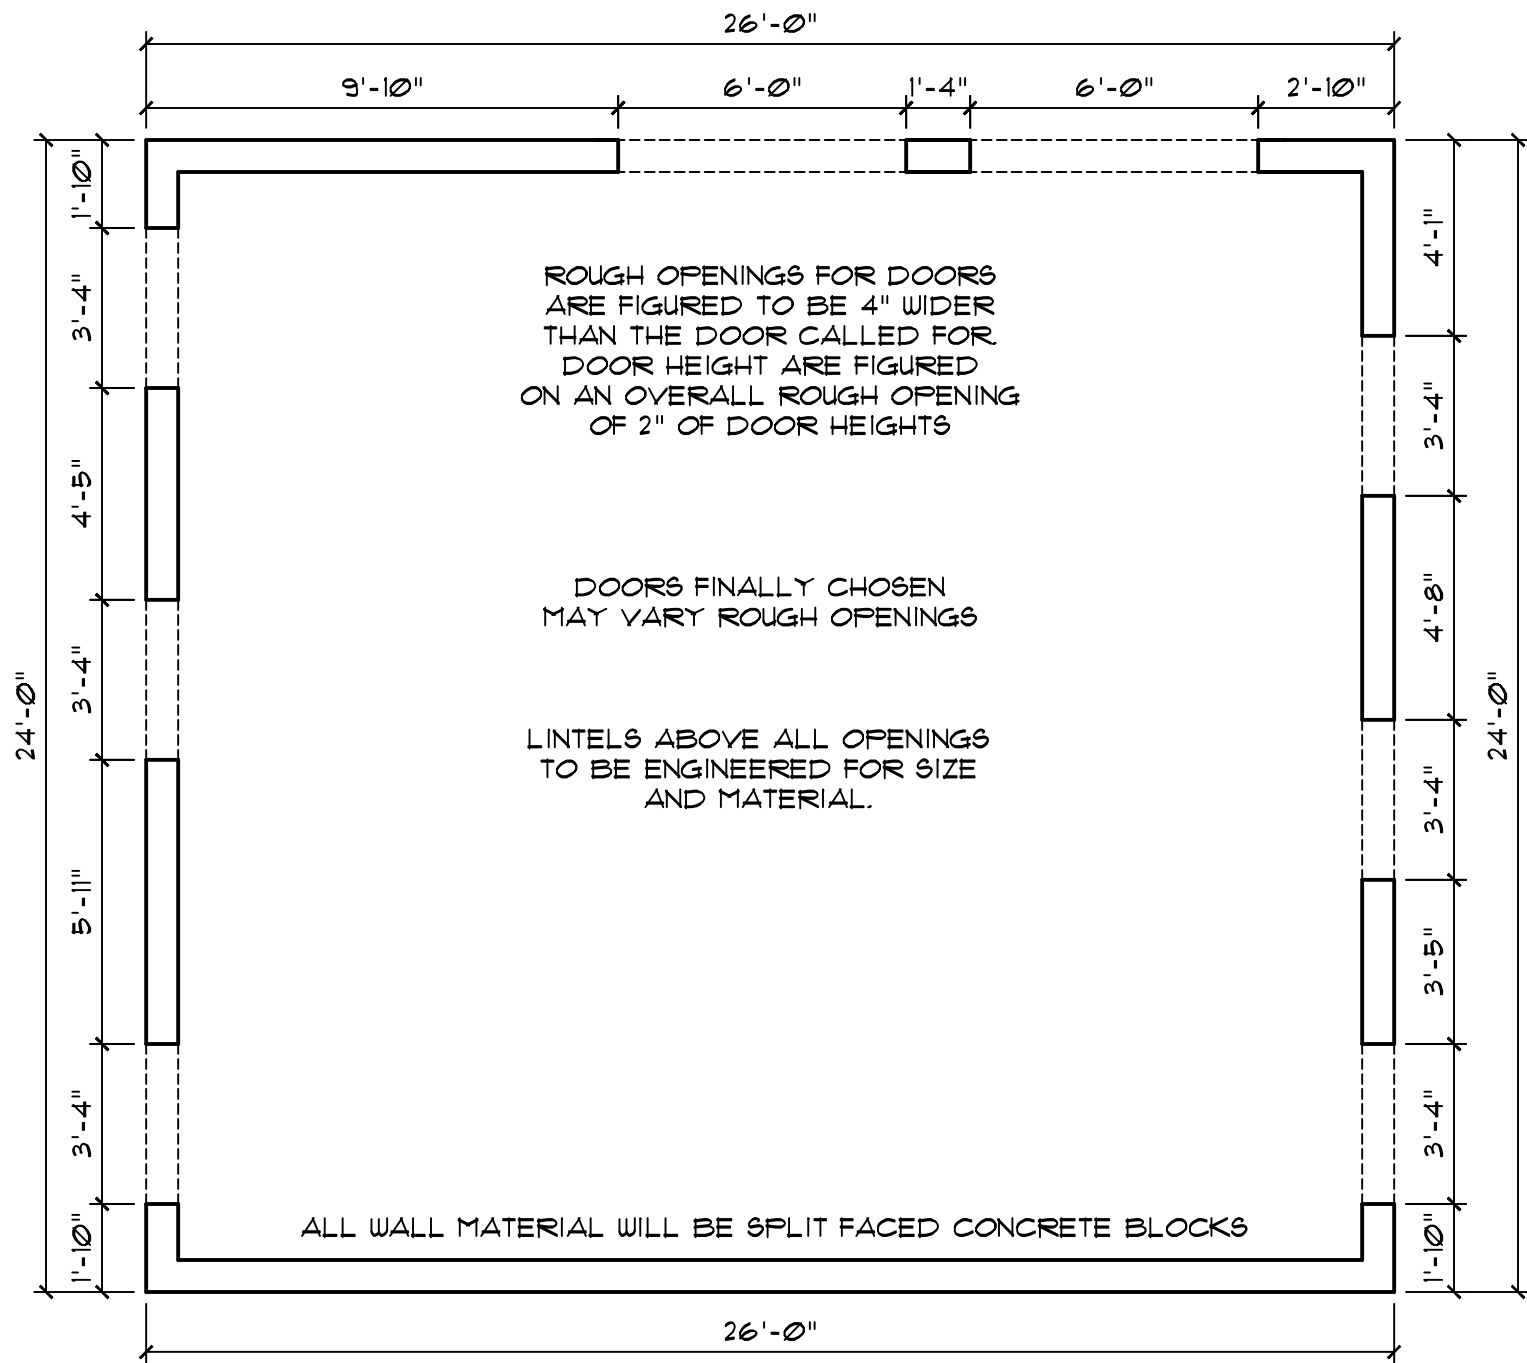 26'-0"
9'-10" 6'-0" 1'-4" 6'-0" 2'-10"
1'-10"
3'-4"
4'-5"
3'-4"
5'-11"
3'-4"
1'-10"
24'-0"
ROUGH OPENINGS FOR DOORS
ARE FIGURED TO BE 4" WIDER
THAN THE DOOR CALLED FOR.
DOOR HEIGHT ARE FIGURED
ON AN OVERALL ROUGH OPENING
OF 2" OF DOOR HEIGHTS
DOORS FINALLY CHOSEN
MAY VARY ROUGH OPENINGS
LINTELS ABOVE ALL OPENINGS
TO BE ENGINEERED FOR SIZE
AND MATERIAL.
ALL WALL MATERIAL WILL BE SPLIT FACED CONCRETE BLOCKS
4'-1"
3'-4"
4'-8"
3'-4"
3'-5"
3'-4"
1'-10"
24'-0"
26'-0"